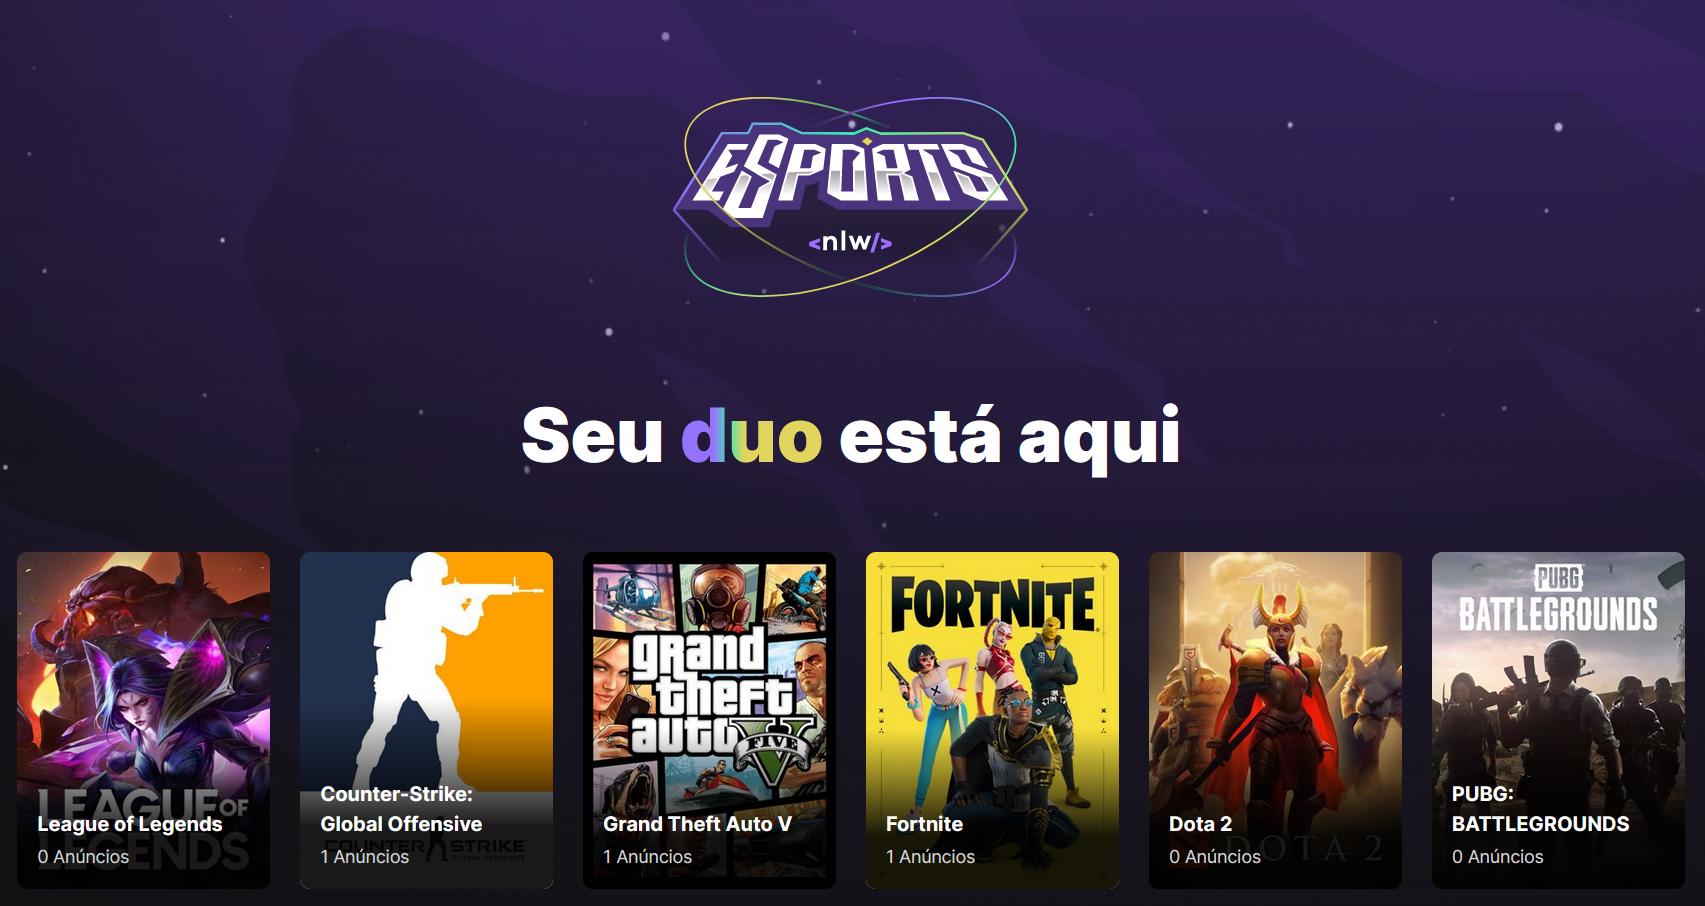 ESPORTS
<nlw/>
Seu duo está aqui
LEAGUE OF
LEGENDS
League of Legends
0 Anúncios
Counter-Strike:
Global Offensive
COUNTER STRIKE
GLOBAL OFFENSIVE
1 Anúncios
grand
theft
auto
V
FIVE
Grand Theft Auto V
1 Anúncios
FORTNITE
Fortnite
1 Anúncios
Dota 2
DOTA 2
0 Anúncios
PUBG
BATTLEGROUNDS
PUBG:
BATTLEGROUNDS
0 Anúncios